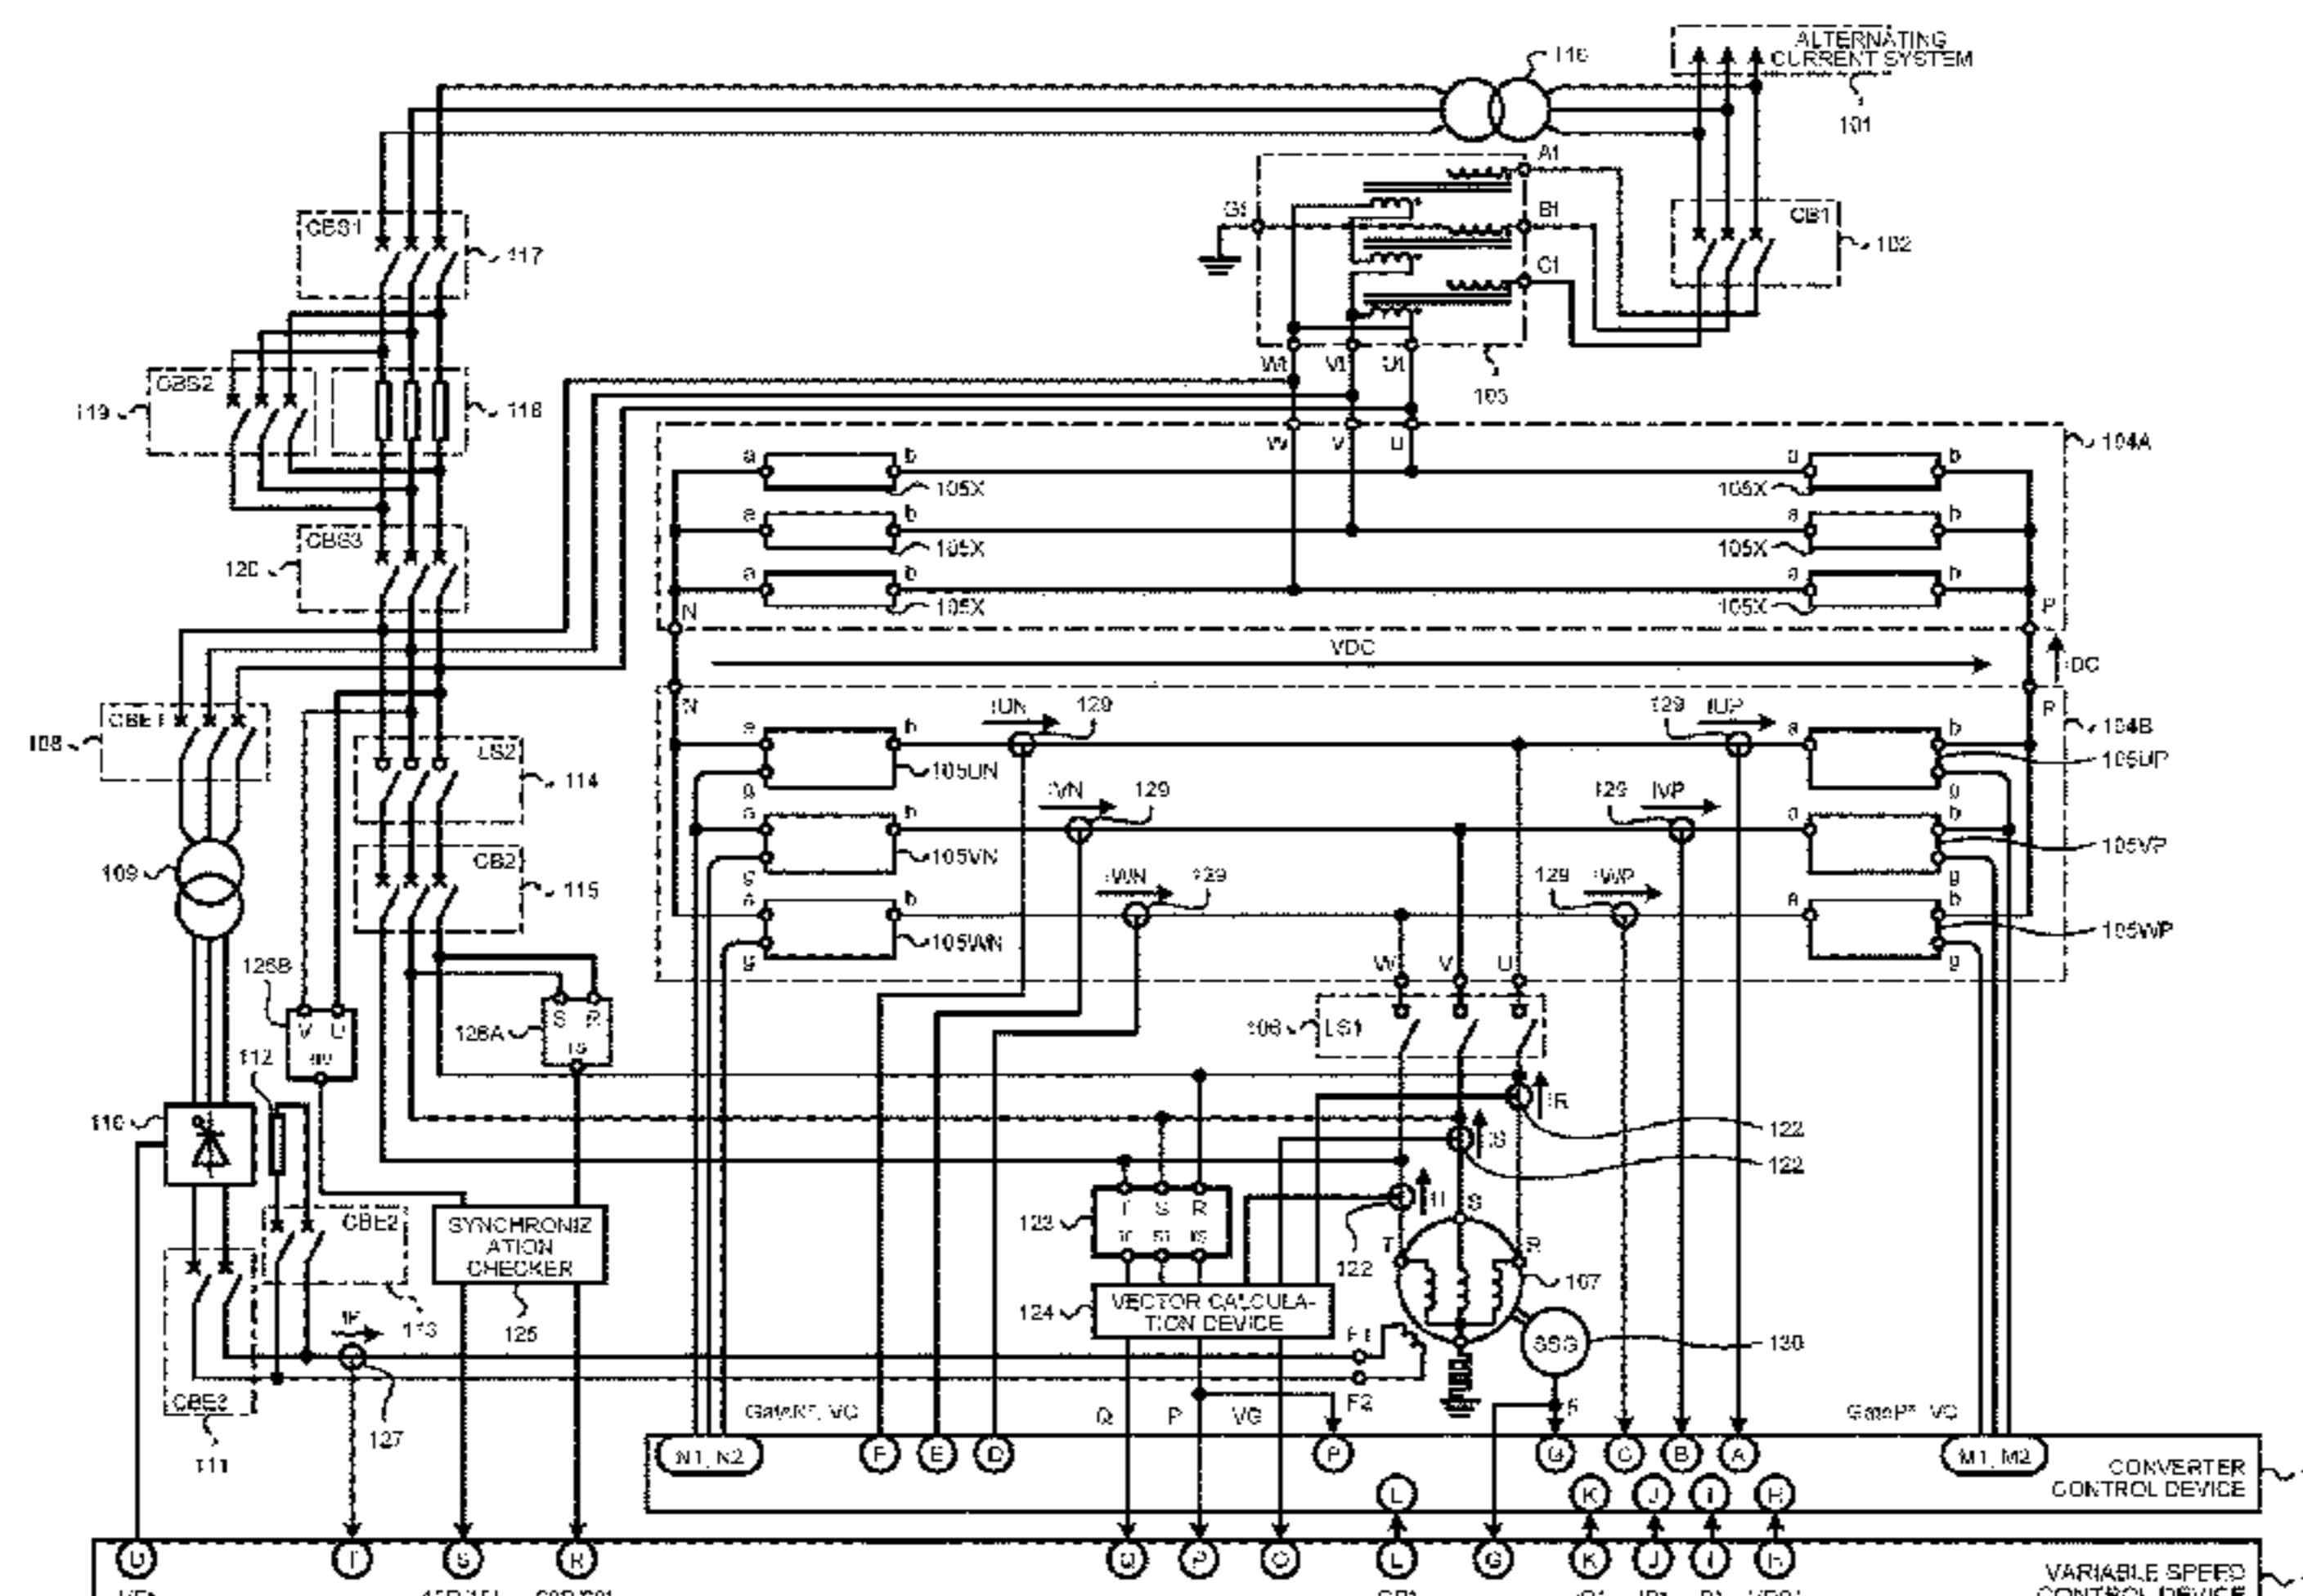 ALTERNATING
CURRENT SYSTEM
116
101
A1
G1
B1
C1
CB1
102
CBS1
117
W1
V1
U1
103
CBS2
119
118
W
V
U
104A
a
b
105X
a
b
105X
a
b
105X
a
b
105X
a
b
105X
a
b
105X
CBS3
120
N
P
VDC
IDC
N
CBE1
108
LS2
114
IUN
129
129
IUP
104B
a
b
g
105UN
a
b
g
105UP
IVN
129
129
IVP
a
b
g
105VN
a
b
g
105VP
CB2
115
109
IWN
129
129
IWP
a
b
g
105WN
a
b
g
105WP
W
V
U
126B
V
U
126A
S
R
106
LS1
112
110
IR
122
IS
122
CBE2
SYNCHRONIZ
ATION
CHECKER
123
T
S
R
S
122
T
R
107
124
VECTOR CALCULA-
TION DEVICE
113
125
F1
F2
SSG
130
CBE3
111
127
Q
P
VG
N1, N2
F
E
D
P
C
B
A
M1, M2
CONVERTER
CONTROL DEVICE
L
K
J
I
H
S
R
Q
P
O
L
G
K
J
I
H
VARIABLE SPEED
CONTROL DEVICE